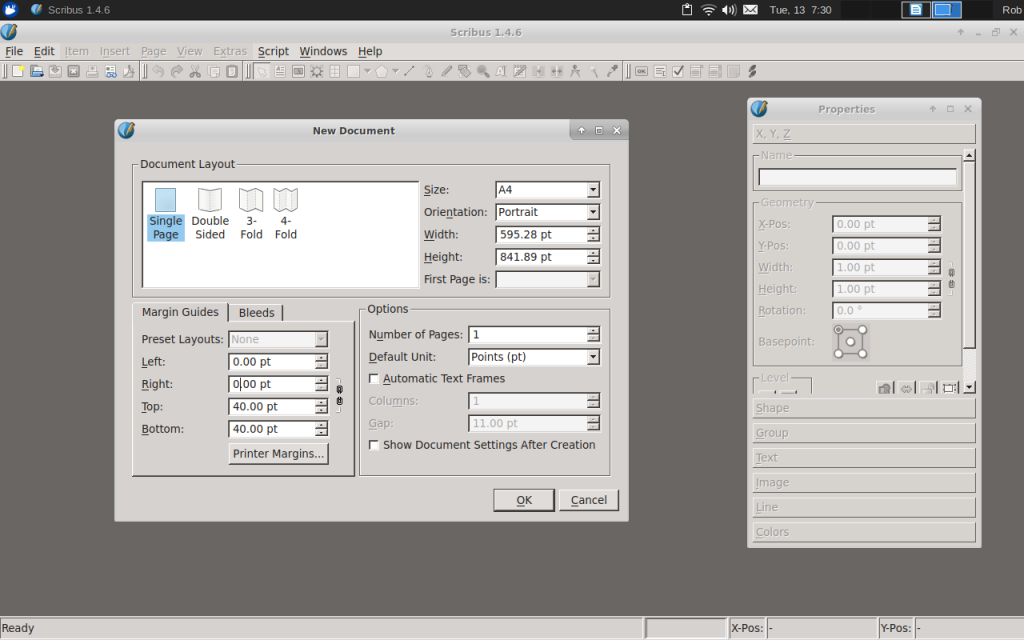 Scribus 1.4.6
Tue, 13 7:30
Rob
Scribus 1.4.6
File Edit Item Insert Page View Extras Script Windows Help
New Document
Document Layout
Single Page
Double Sided
3-Fold
4-Fold
Size: A4
Orientation: Portrait
Width: 595.28 pt
Height: 841.89 pt
First Page is:
Margin Guides Bleeds
Preset Layouts: None
Left: 0.00 pt
Right: 0.00 pt
Top: 40.00 pt
Bottom: 40.00 pt
Printer Margins...
Options
Number of Pages: 1
Default Unit: Points (pt)
Automatic Text Frames
Columns: 1
Gap: 11.00 pt
Show Document Settings After Creation
OK Cancel
Properties
X, Y, Z
Name
Geometry
X-Pos: 0.00 pt
Y-Pos: 0.00 pt
Width: 1.00 pt
Height: 1.00 pt
Rotation: 0.0 °
Basepoint:
Level
Shape
Group
Text
Image
Line
Colors
Ready
X-Pos: -
Y-Pos: -